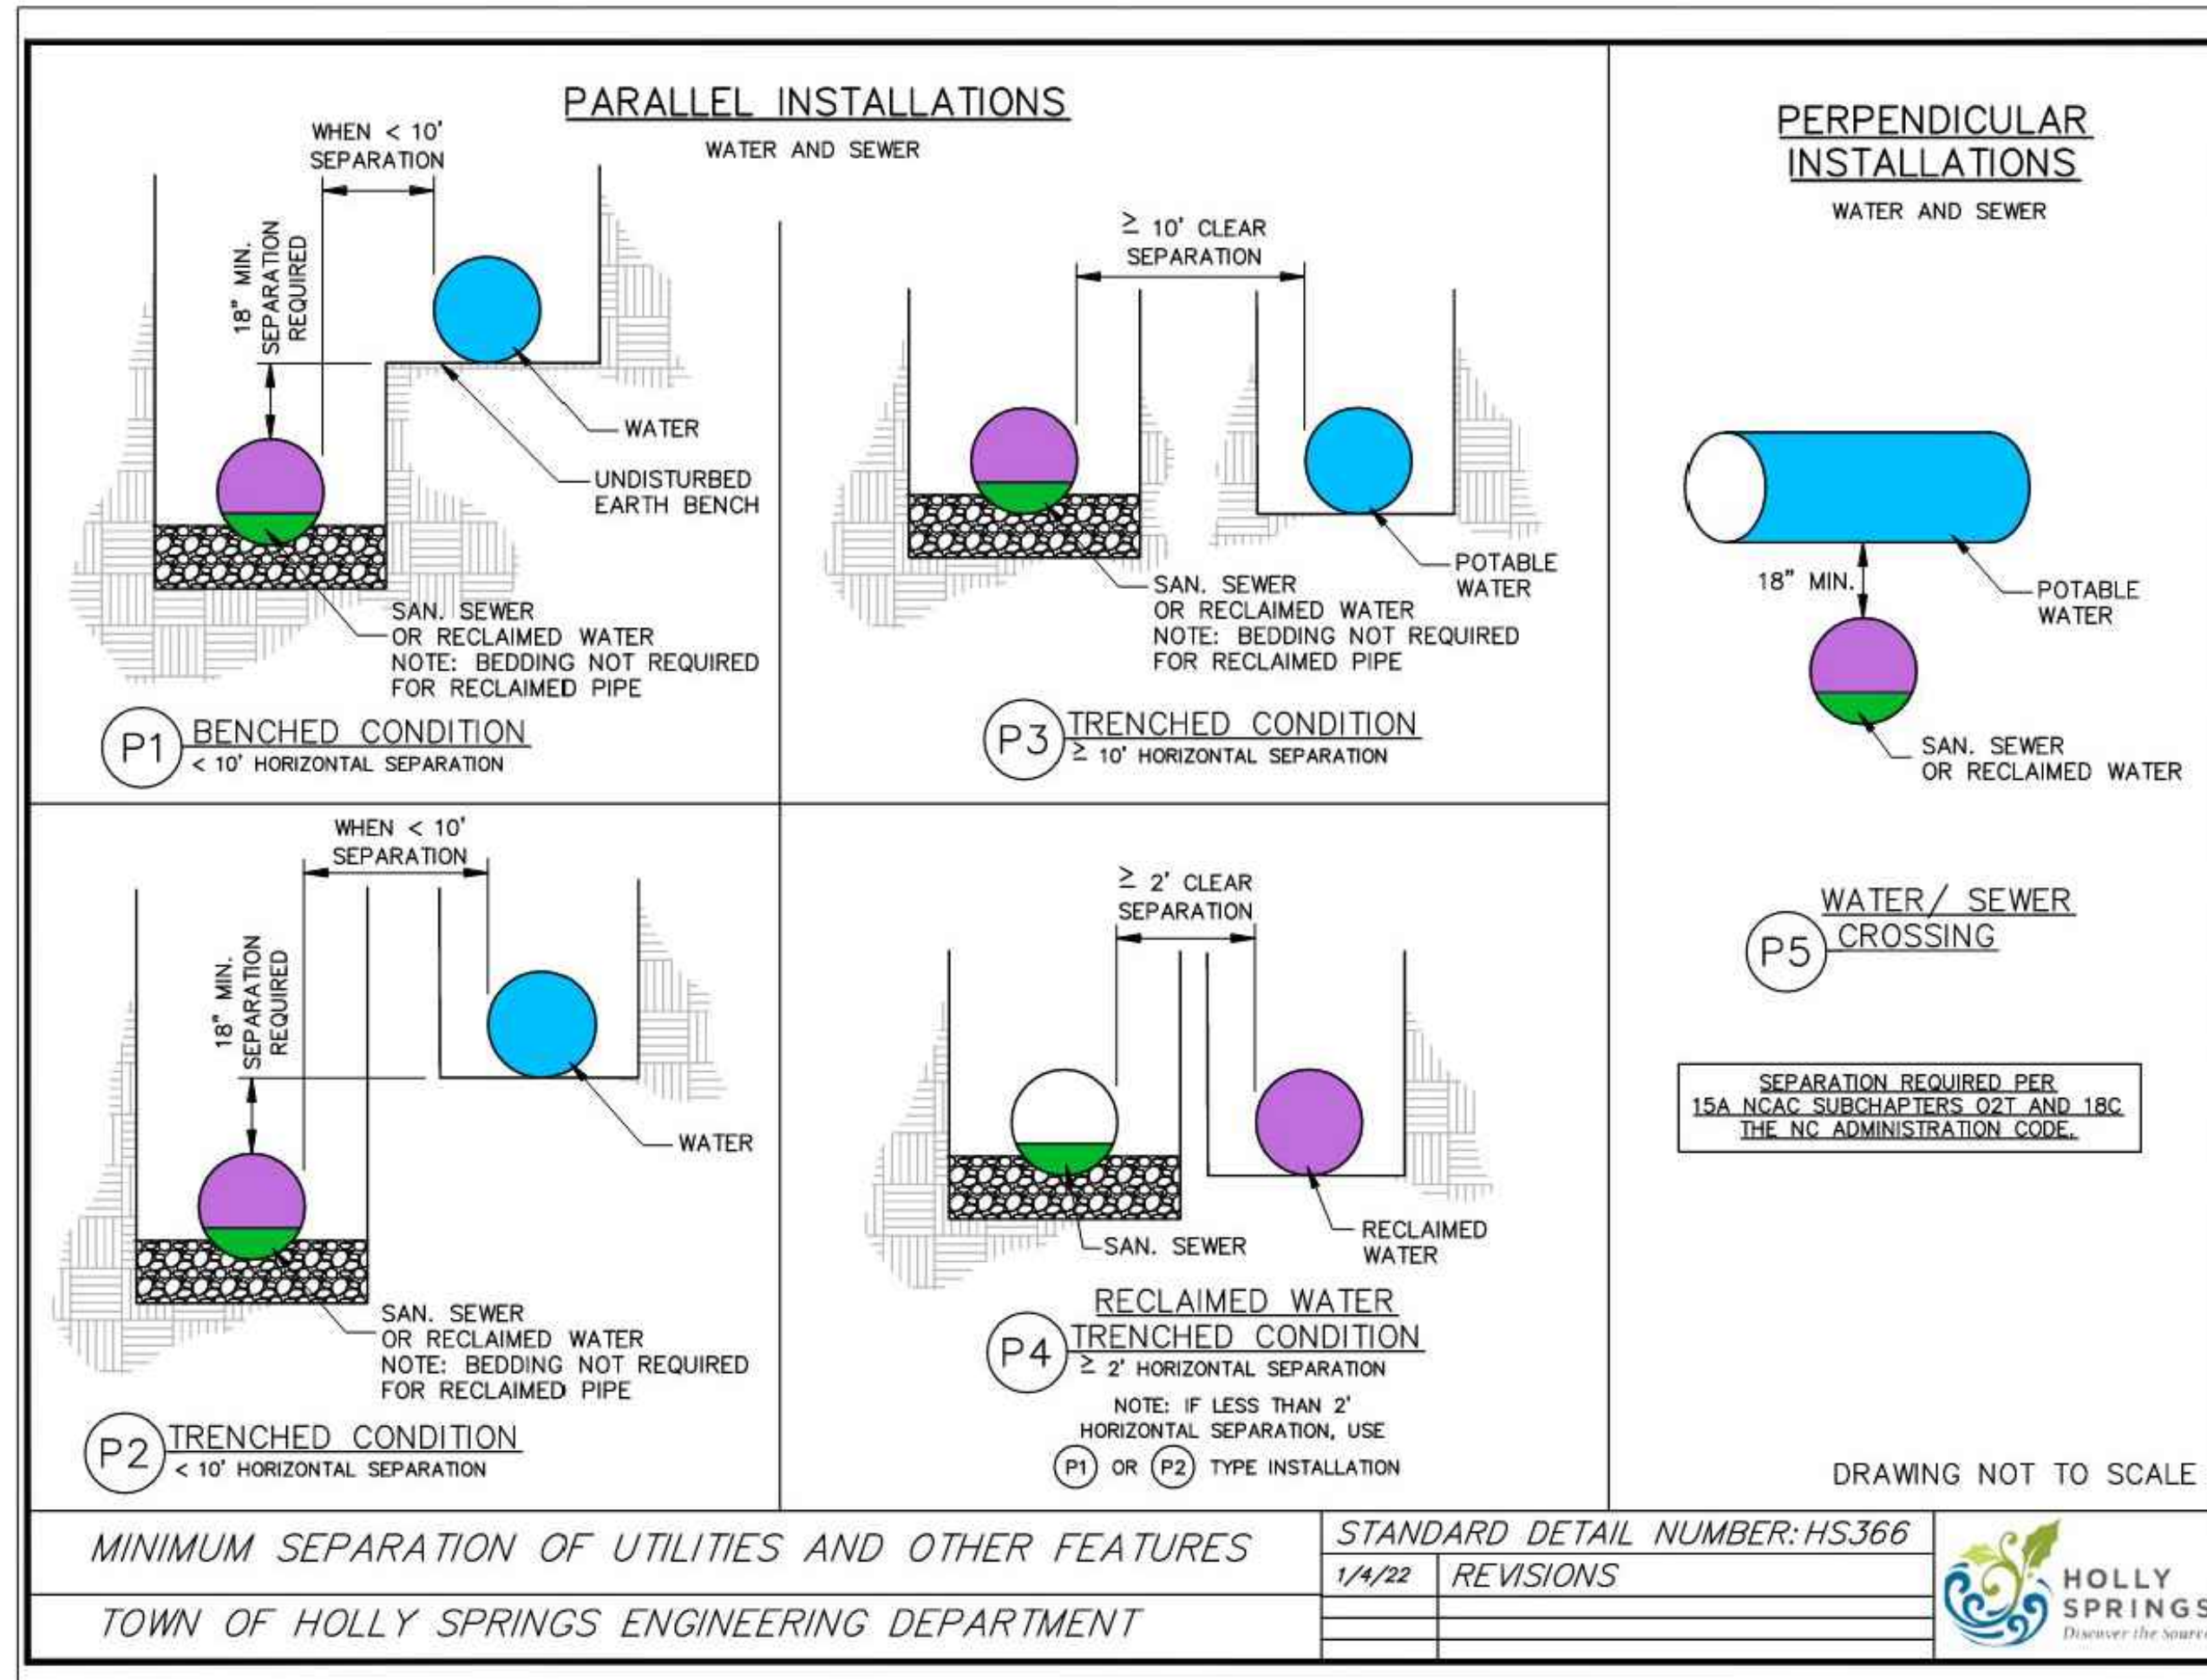 PARALLEL INSTALLATIONS
WATER AND SEWER
WHEN < 10'
SEPARATION
18" MIN.
SEPARATION
REQUIRED
WATER
UNDISTURBED
EARTH BENCH
SAN. SEWER
OR RECLAIMED WATER
NOTE: BEDDING NOT REQUIRED
FOR RECLAIMED PIPE
P1
BENCHED CONDITION
< 10' HORIZONTAL SEPARATION
≥ 10' CLEAR
SEPARATION
POTABLE
WATER
SAN. SEWER
OR RECLAIMED WATER
NOTE: BEDDING NOT REQUIRED
FOR RECLAIMED PIPE
P3
TRENCHED CONDITION
≥ 10' HORIZONTAL SEPARATION
WHEN < 10'
SEPARATION
18" MIN.
SEPARATION
REQUIRED
WATER
SAN. SEWER
OR RECLAIMED WATER
NOTE: BEDDING NOT REQUIRED
FOR RECLAIMED PIPE
P2
TRENCHED CONDITION
< 10' HORIZONTAL SEPARATION
≥ 2' CLEAR
SEPARATION
SAN. SEWER
RECLAIMED
WATER
P4
RECLAIMED WATER
TRENCHED CONDITION
≥ 2' HORIZONTAL SEPARATION
NOTE: IF LESS THAN 2'
HORIZONTAL SEPARATION, USE
P1 OR P2 TYPE INSTALLATION
PERPENDICULAR
INSTALLATIONS
WATER AND SEWER
18" MIN.
POTABLE
WATER
SAN. SEWER
OR RECLAIMED WATER
P5
WATER/ SEWER
CROSSING
SEPARATION REQUIRED PER
15A NCAC SUBCHAPTERS 02T AND 18C
THE NC ADMINISTRATION CODE.
DRAWING NOT TO SCALE
MINIMUM SEPARATION OF UTILITIES AND OTHER FEATURES
TOWN OF HOLLY SPRINGS ENGINEERING DEPARTMENT
STANDARD DETAIL NUMBER: HS366
1/4/22 REVISIONS
HOLLY
SPRINGS
Discover the Source